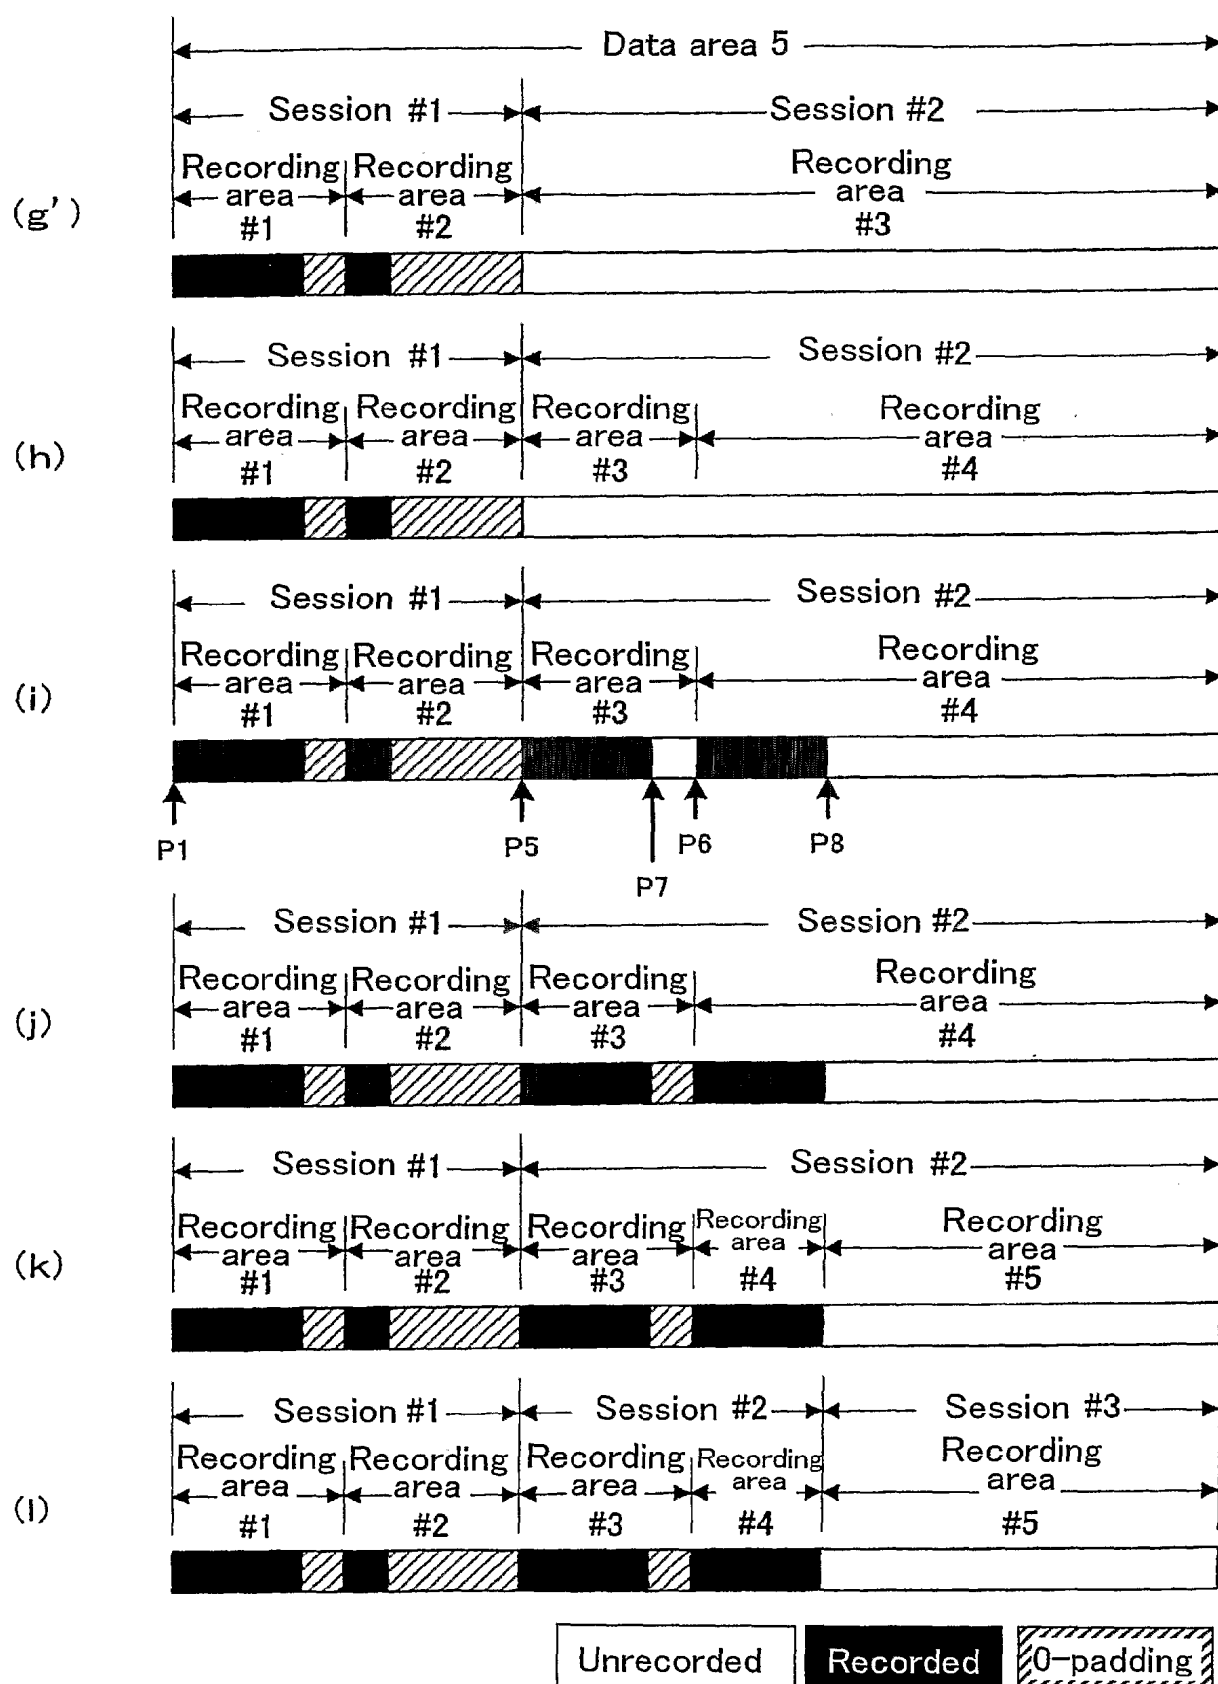 Data area 5
Session #1 Session #2
Recording Recording Recording
area area area
(g')
#1 #2 #3
Session #1 Session #2
Recording Recording Recording Recording
area area area area
(h)
#1 #2 #3 #4
Session #1 Session #2
Recording Recording Recording Recording
area area area area
(i)
#1 #2 #3 #4
P1 P5 P6 P8
P7
Session #1 Session #2
Recording Recording Recording Recording
area area area area
(j)
#1 #2 #3 #4
Session #1 Session #2
Recording Recording Recording Recording Recording
area area area area area
(k)
#1 #2 #3 #4 #5
Session #1 Session #2 Session #3
Recording Recording Recording Recording Recording
area area area area area
(l)
#1 #2 #3 #4 #5
Unrecorded Recorded 0-padding